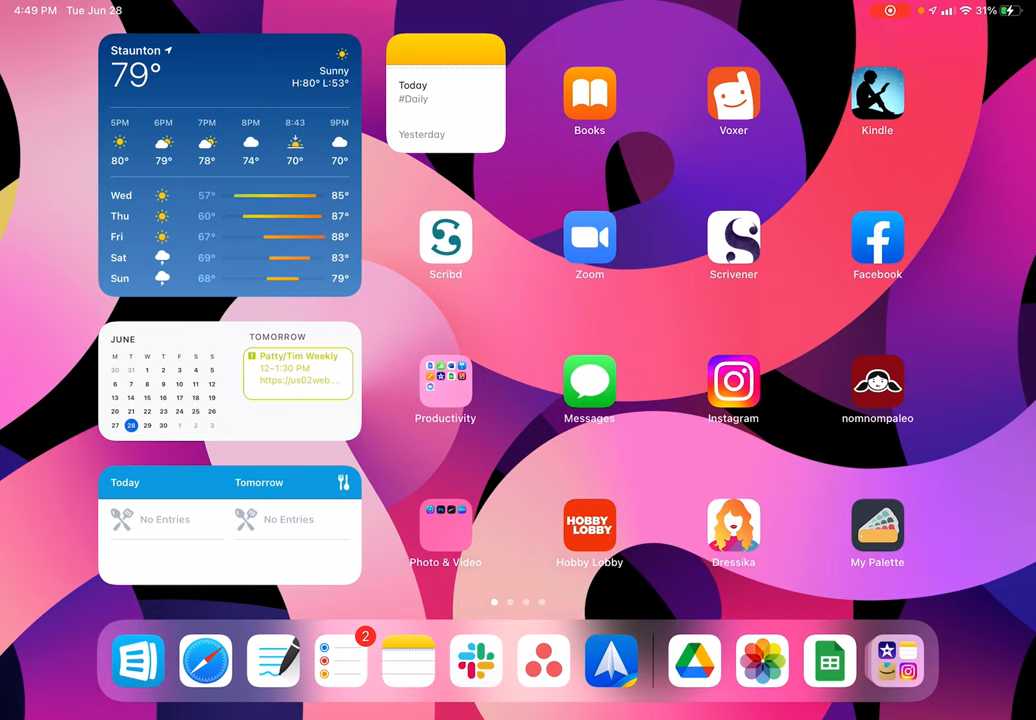 4:49 PM Tue Jun 28
31%
Staunton
79°
Sunny
H:80° L:53°
5PM 6PM 7PM 8PM 8:43 9PM
80° 79° 78° 74° 70° 70°
Wed 57° 85°
Thu 60° 87°
Fri 67° 88°
Sat 69° 83°
Sun 68° 79°
Today
#Daily
Yesterday
Books
Voxer
Kindle
Scribd
Zoom
Scrivener
Facebook
JUNE
M T W T F S S
30 31 1 2 3 4 5
6 7 8 9 10 11 12
13 14 15 16 17 18 19
20 21 22 23 24 25 26
27 28 29 30 1 2 3
TOMORROW
Patty/Tim Weekly
12–1:30 PM
https://us02web....
Productivity
Messages
Instagram
nomnompaleo
Today Tomorrow
No Entries No Entries
Photo & Video
HOBBY
LOBBY
Hobby Lobby
Dressika
My Palette
2